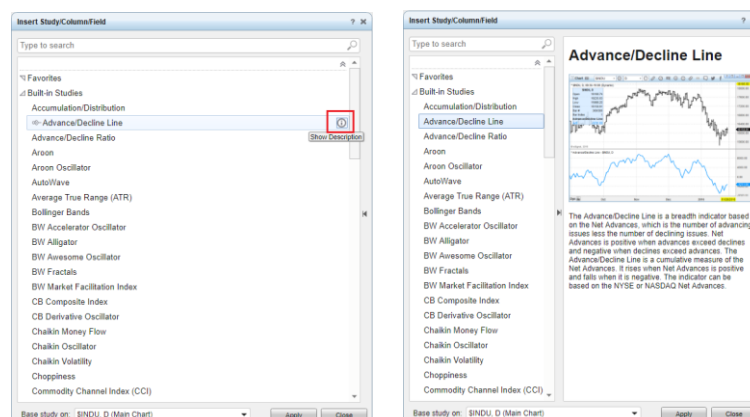 Insert Study/Column/Field
Type to search
Favorites
Built-in Studies
Accumulation/Distribution
Advance/Decline Line
Show Description
Advance/Decline Ratio
Aroon
Aroon Oscillator
AutoWave
Average True Range (ATR)
Bollinger Bands
BW Accelerator Oscillator
BW Alligator
BW Awesome Oscillator
BW Fractals
BW Market Facilitation Index
CB Composite Index
CB Derivative Oscillator
Chaikin Money Flow
Chaikin Oscillator
Chaikin Volatility
Choppiness
Commodity Channel Index (CCI)
Base study on: $INDU, D (Main Chart)
Apply
Close
Insert Study/Column/Field
Type to search
Favorites
Built-in Studies
Accumulation/Distribution
Advance/Decline Line
Advance/Decline Ratio
Aroon
Aroon Oscillator
AutoWave
Average True Range (ATR)
Bollinger Bands
BW Accelerator Oscillator
BW Alligator
BW Awesome Oscillator
BW Fractals
BW Market Facilitation Index
CB Composite Index
CB Derivative Oscillator
Chaikin Money Flow
Chaikin Oscillator
Chaikin Volatility
Choppiness
Commodity Channel Index (CCI)
Base study on: $INDU, D (Main Chart)
Advance/Decline Line
The Advance/Decline Line is a breadth indicator based
on the Net Advances, which is the number of advancing
issues less the number of declining issues. Net
Advances is positive when advances exceed declines
and negative when declines exceed advances. The
Advance/Decline Line is a cumulative measure of the
Net Advances. It rises when Net Advances is positive
and falls when it is negative. The indicator can be
based on the NYSE or NASDAQ Net Advances.
Apply
Close